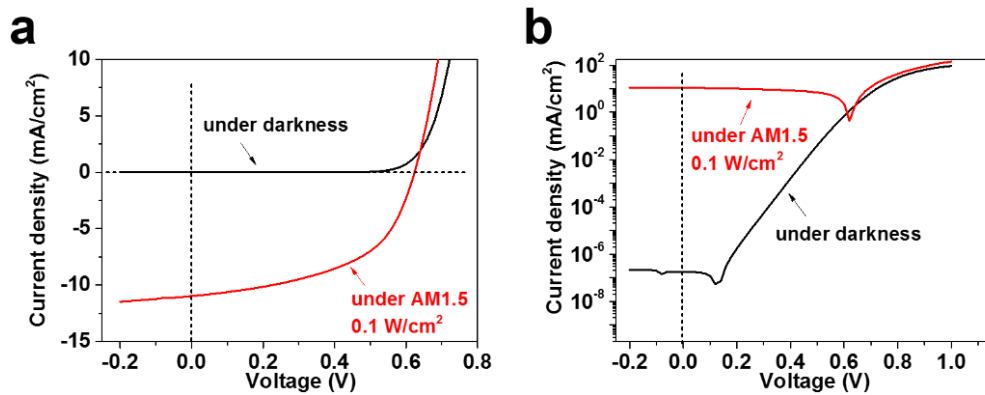 a
Current density (mA/cm²)
10
5
0
-5
-10
-15
under darkness
under AM1.5
0.1 W/cm²
-0.2
0.0
0.2
0.4
0.6
0.8
Voltage (V)
b
Current density (mA/cm²)
10²
10⁰
10⁻²
10⁻⁴
10⁻⁶
10⁻⁸
under AM1.5
0.1 W/cm²
under darkness
-0.2
0.0
0.2
0.4
0.6
0.8
1.0
Voltage (V)